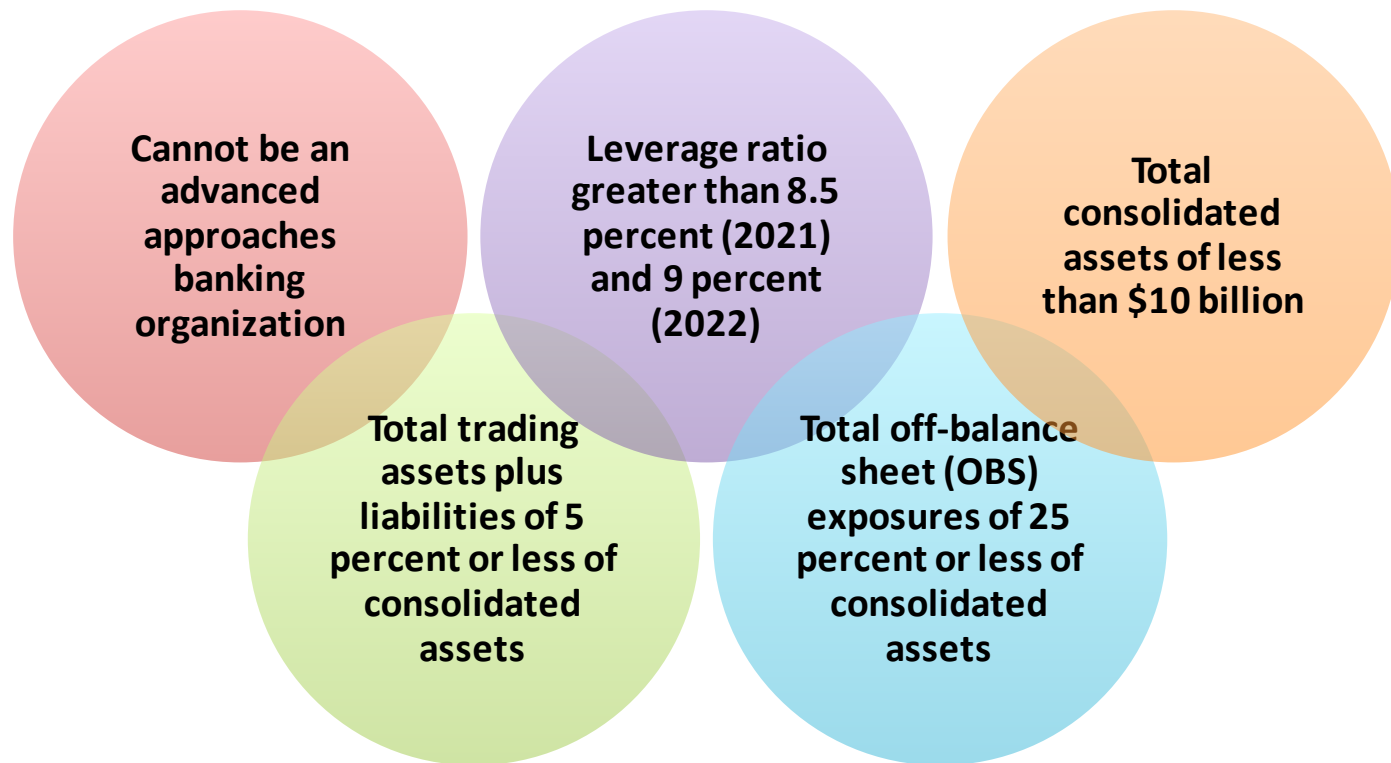 Cannot be an
advanced
approaches
banking
organization
Leverage ratio
greater than 8.5
percent (2021)
and 9 percent
(2022)
Total
consolidated
assets of less
than $10 billion
Total trading
assets plus
liabilities of 5
percent or less of
consolidated
assets
Total off-balance
sheet (OBS)
exposures of 25
percent or less of
consolidated
assets